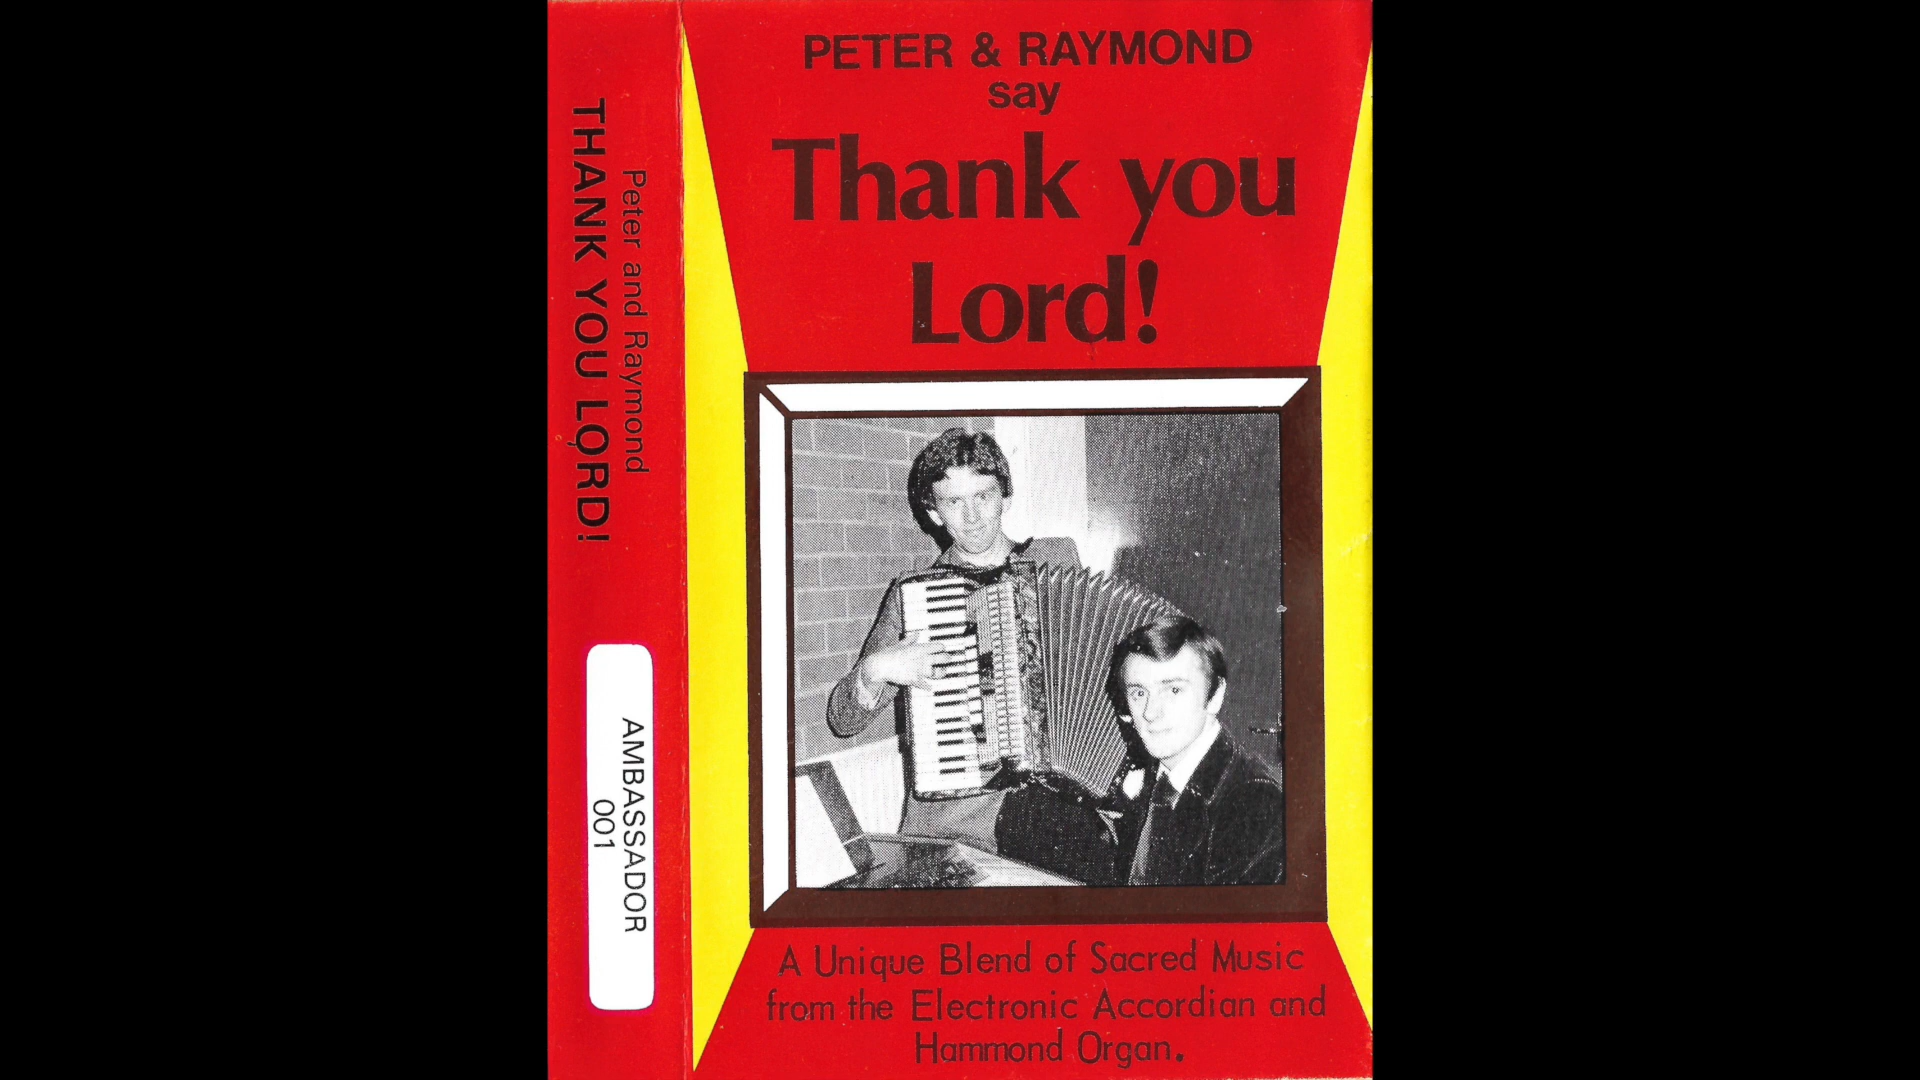 PETER & RAYMOND
say
Thank you
Lord!
A Unique Blend of Sacred Music
from the Electronic Accordian and
Hammond Organ.
Peter and Raymond
THANK YOU LORD!
AMBASSADOR
001